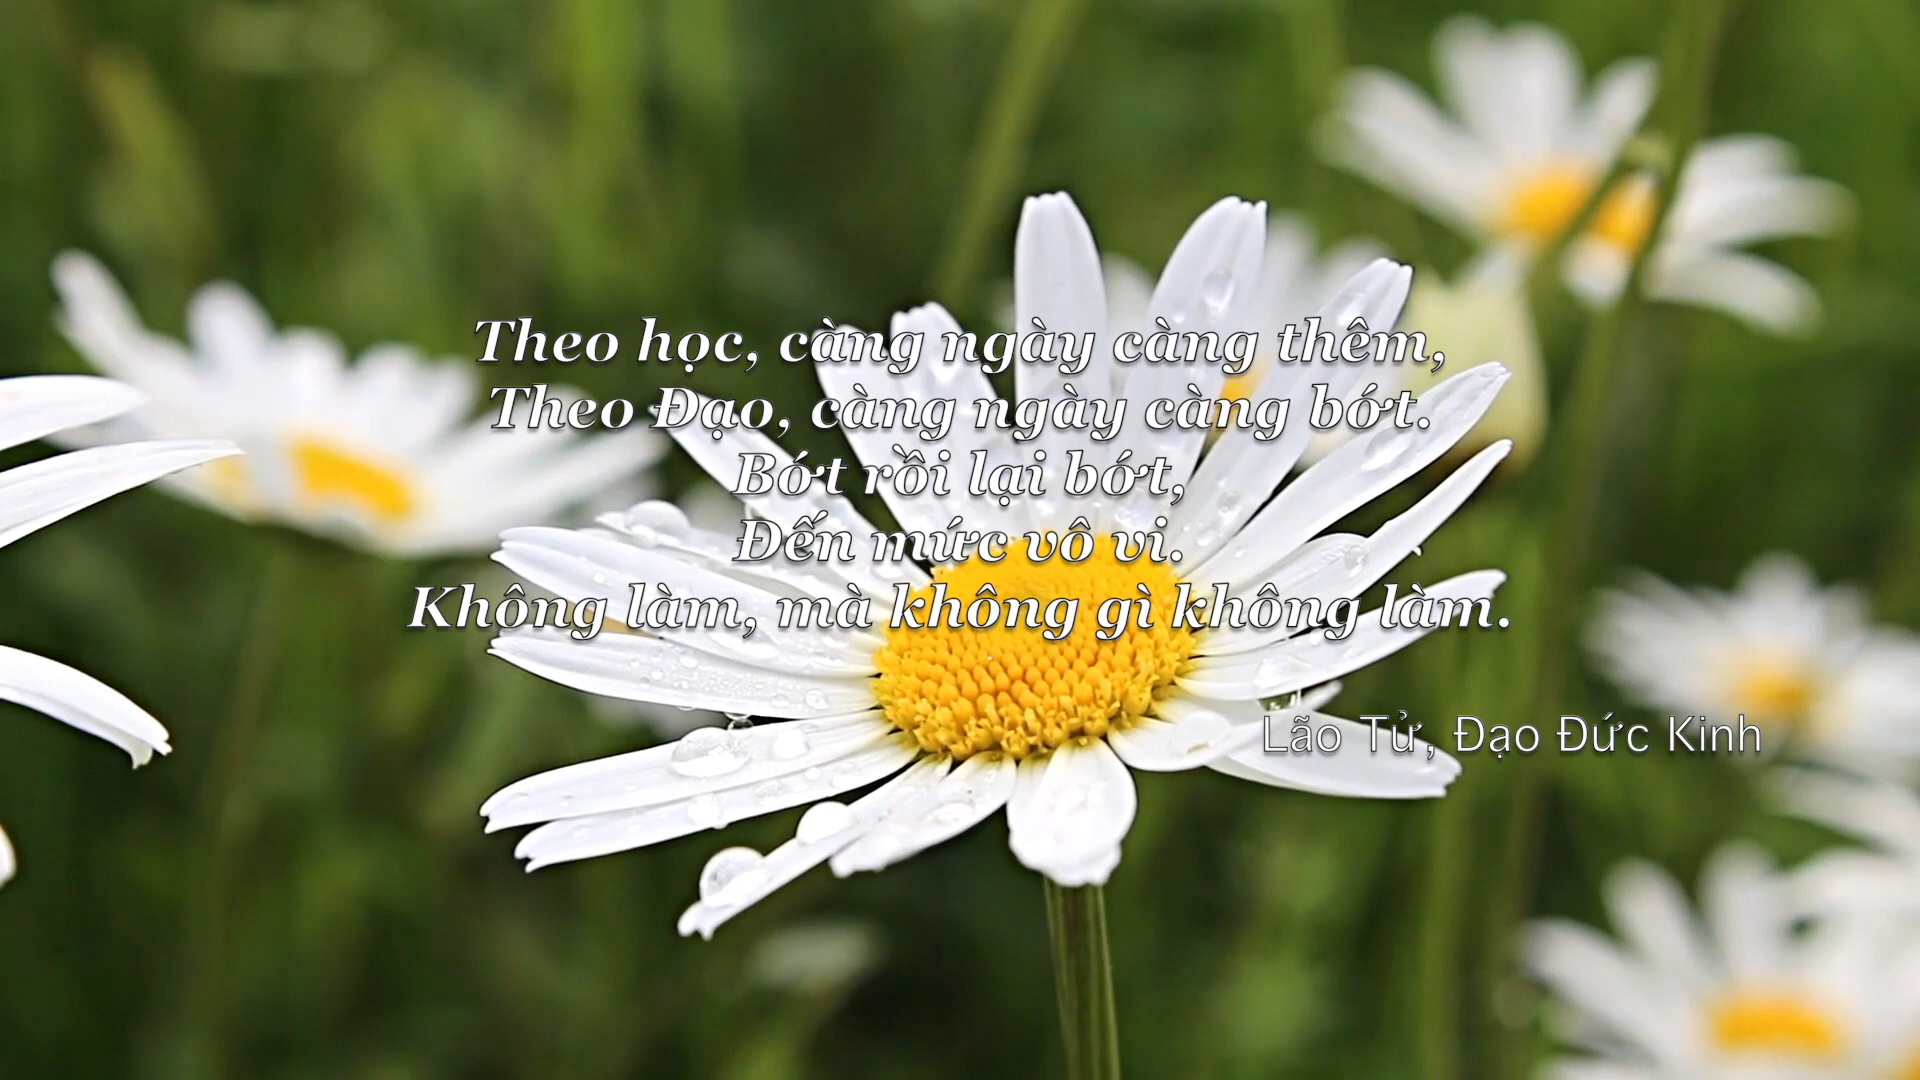 Theo học, càng ngày càng thêm,
Theo Đạo, càng ngày càng bớt.
Bớt rồi lại bớt,
Đến mức vô vi.
Không làm, mà không gì không làm.
Lão Tử, Đạo Đức Kinh